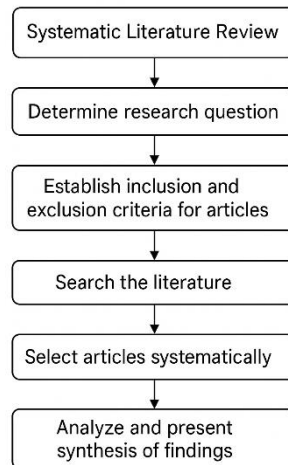 Systematic Literature Review
Determine research question
Establish inclusion and
exclusion criteria for articles
Search the literature
Select articles systematically
Analyze and present
synthesis of findings